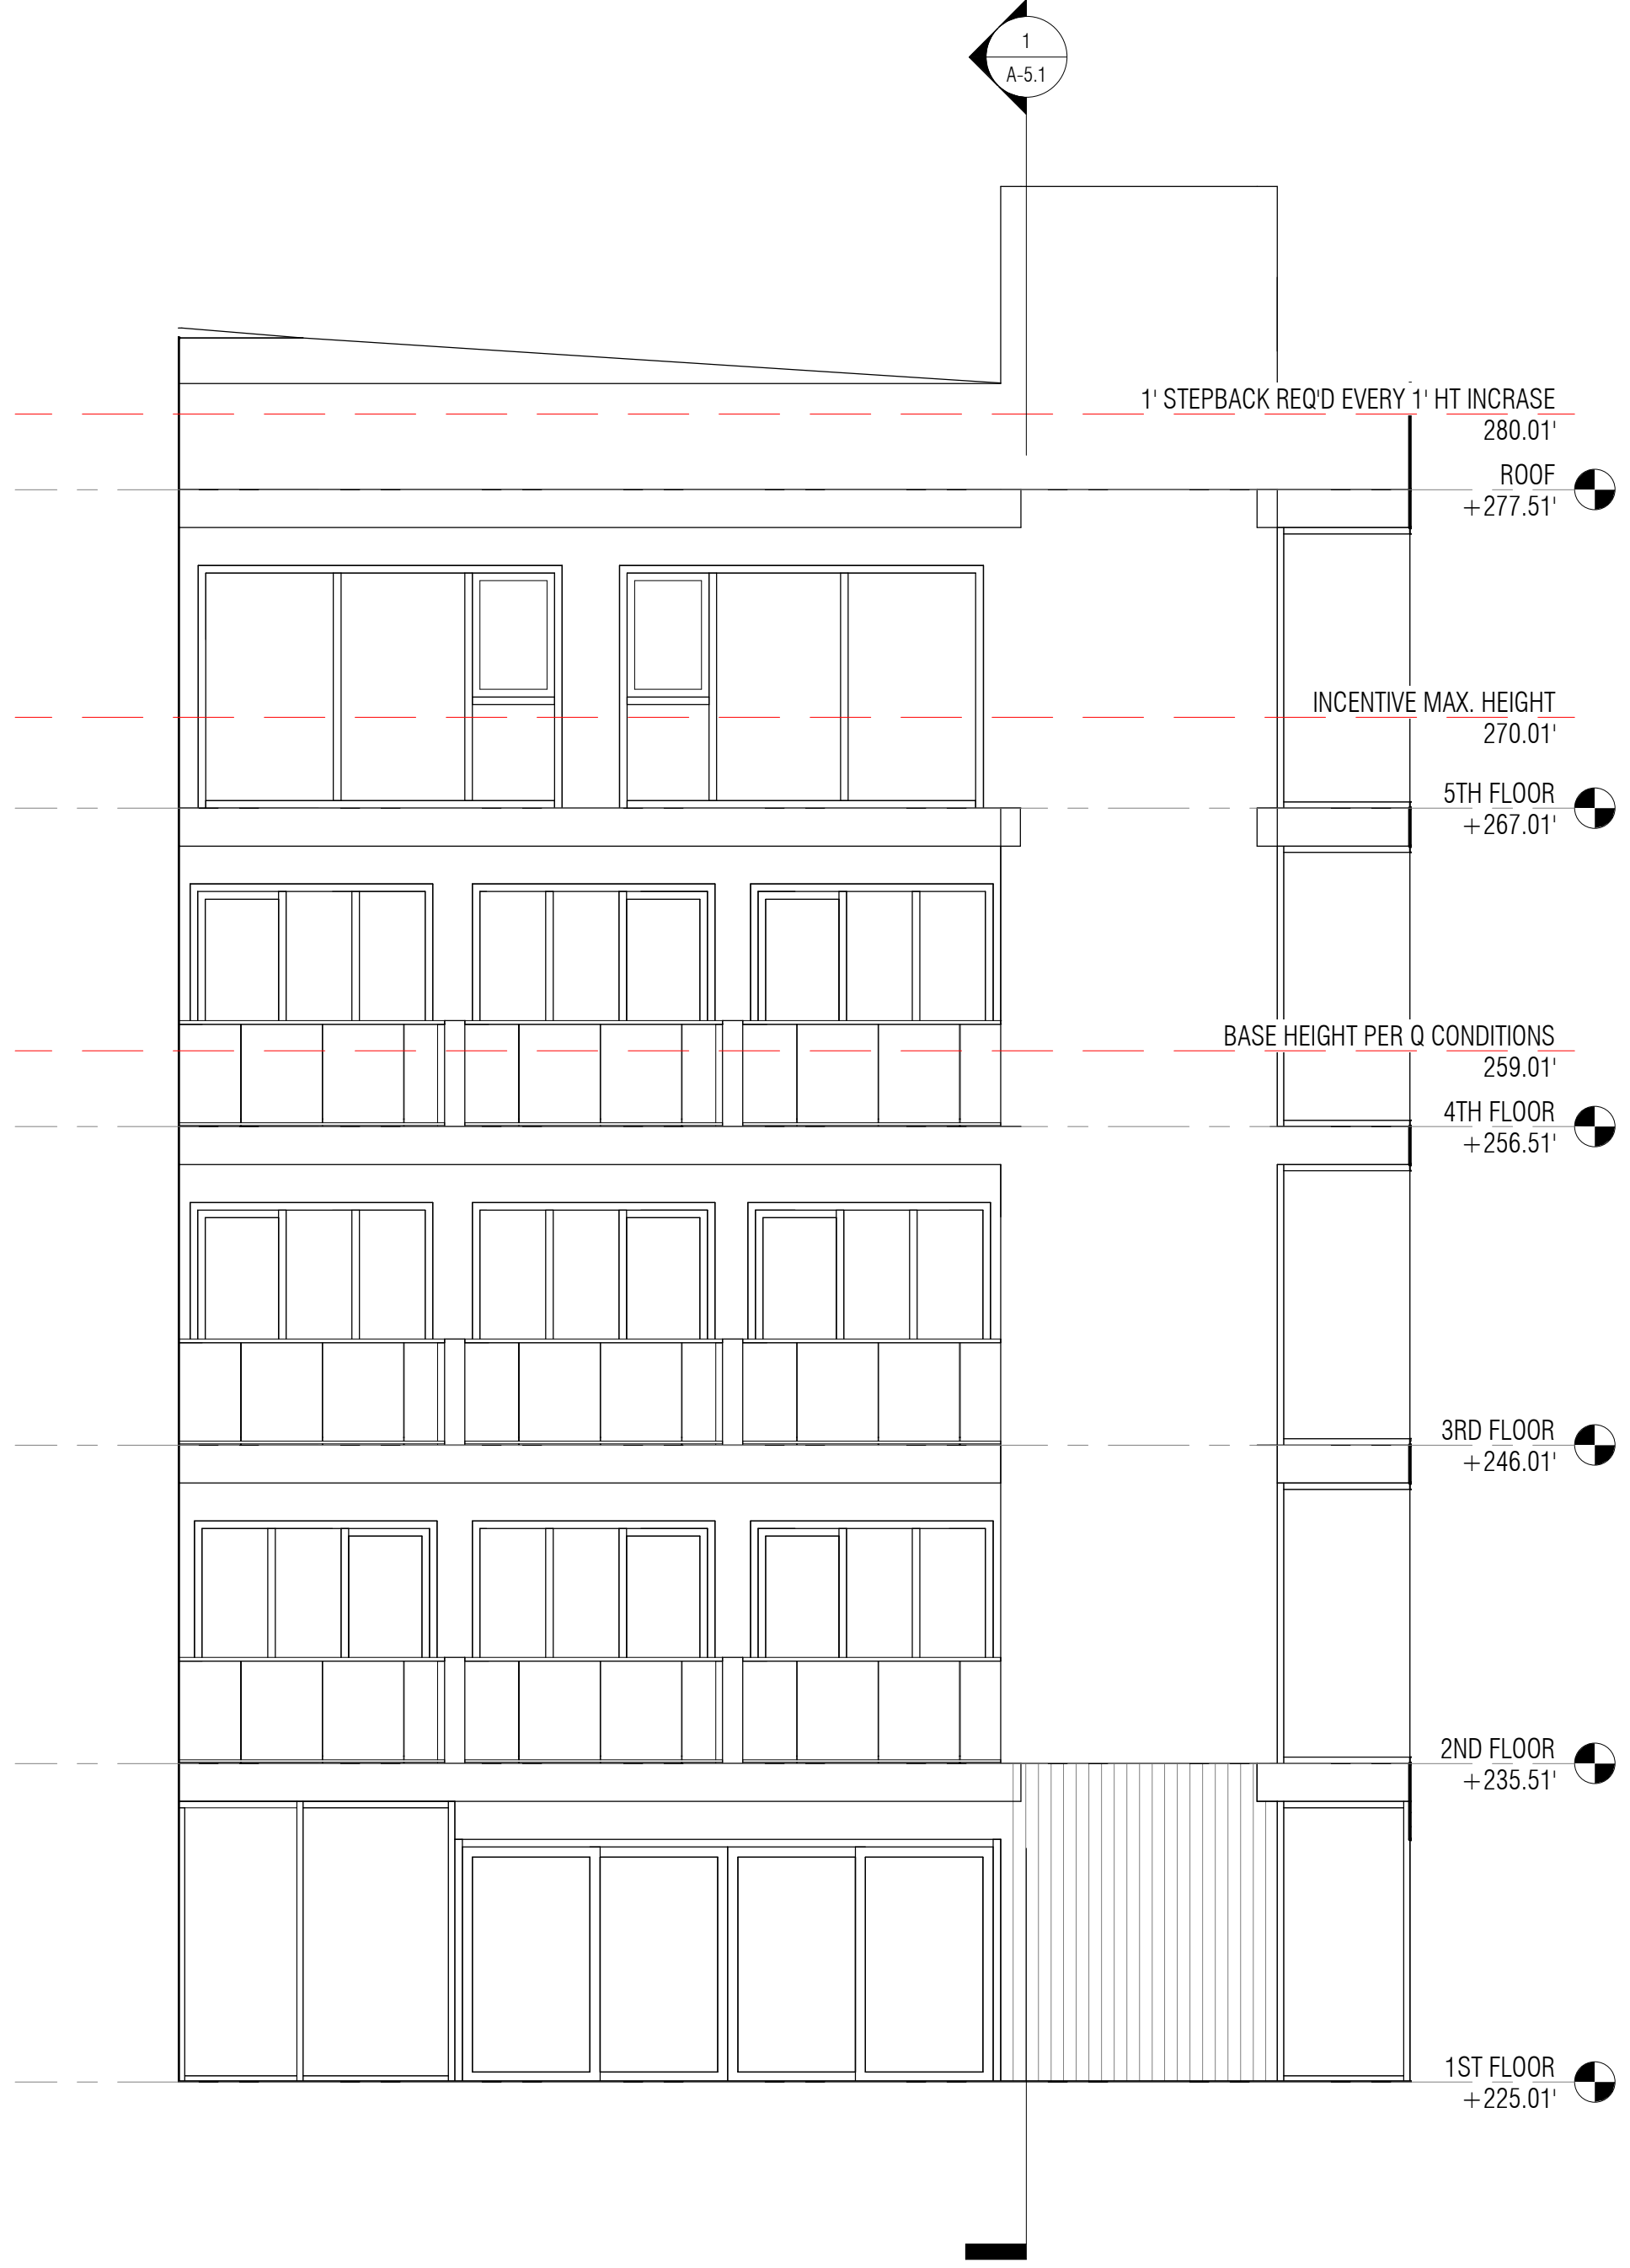 1
A-5.1
1' STEPBACK REQ'D EVERY 1' HT INCRASE
280.01'
ROOF
+277.51'
INCENTIVE MAX. HEIGHT
270.01'
5TH FLOOR
+267.01'
BASE HEIGHT PER Q CONDITIONS
259.01'
4TH FLOOR
+256.51'
3RD FLOOR
+246.01'
2ND FLOOR
+235.51'
1ST FLOOR
+225.01'